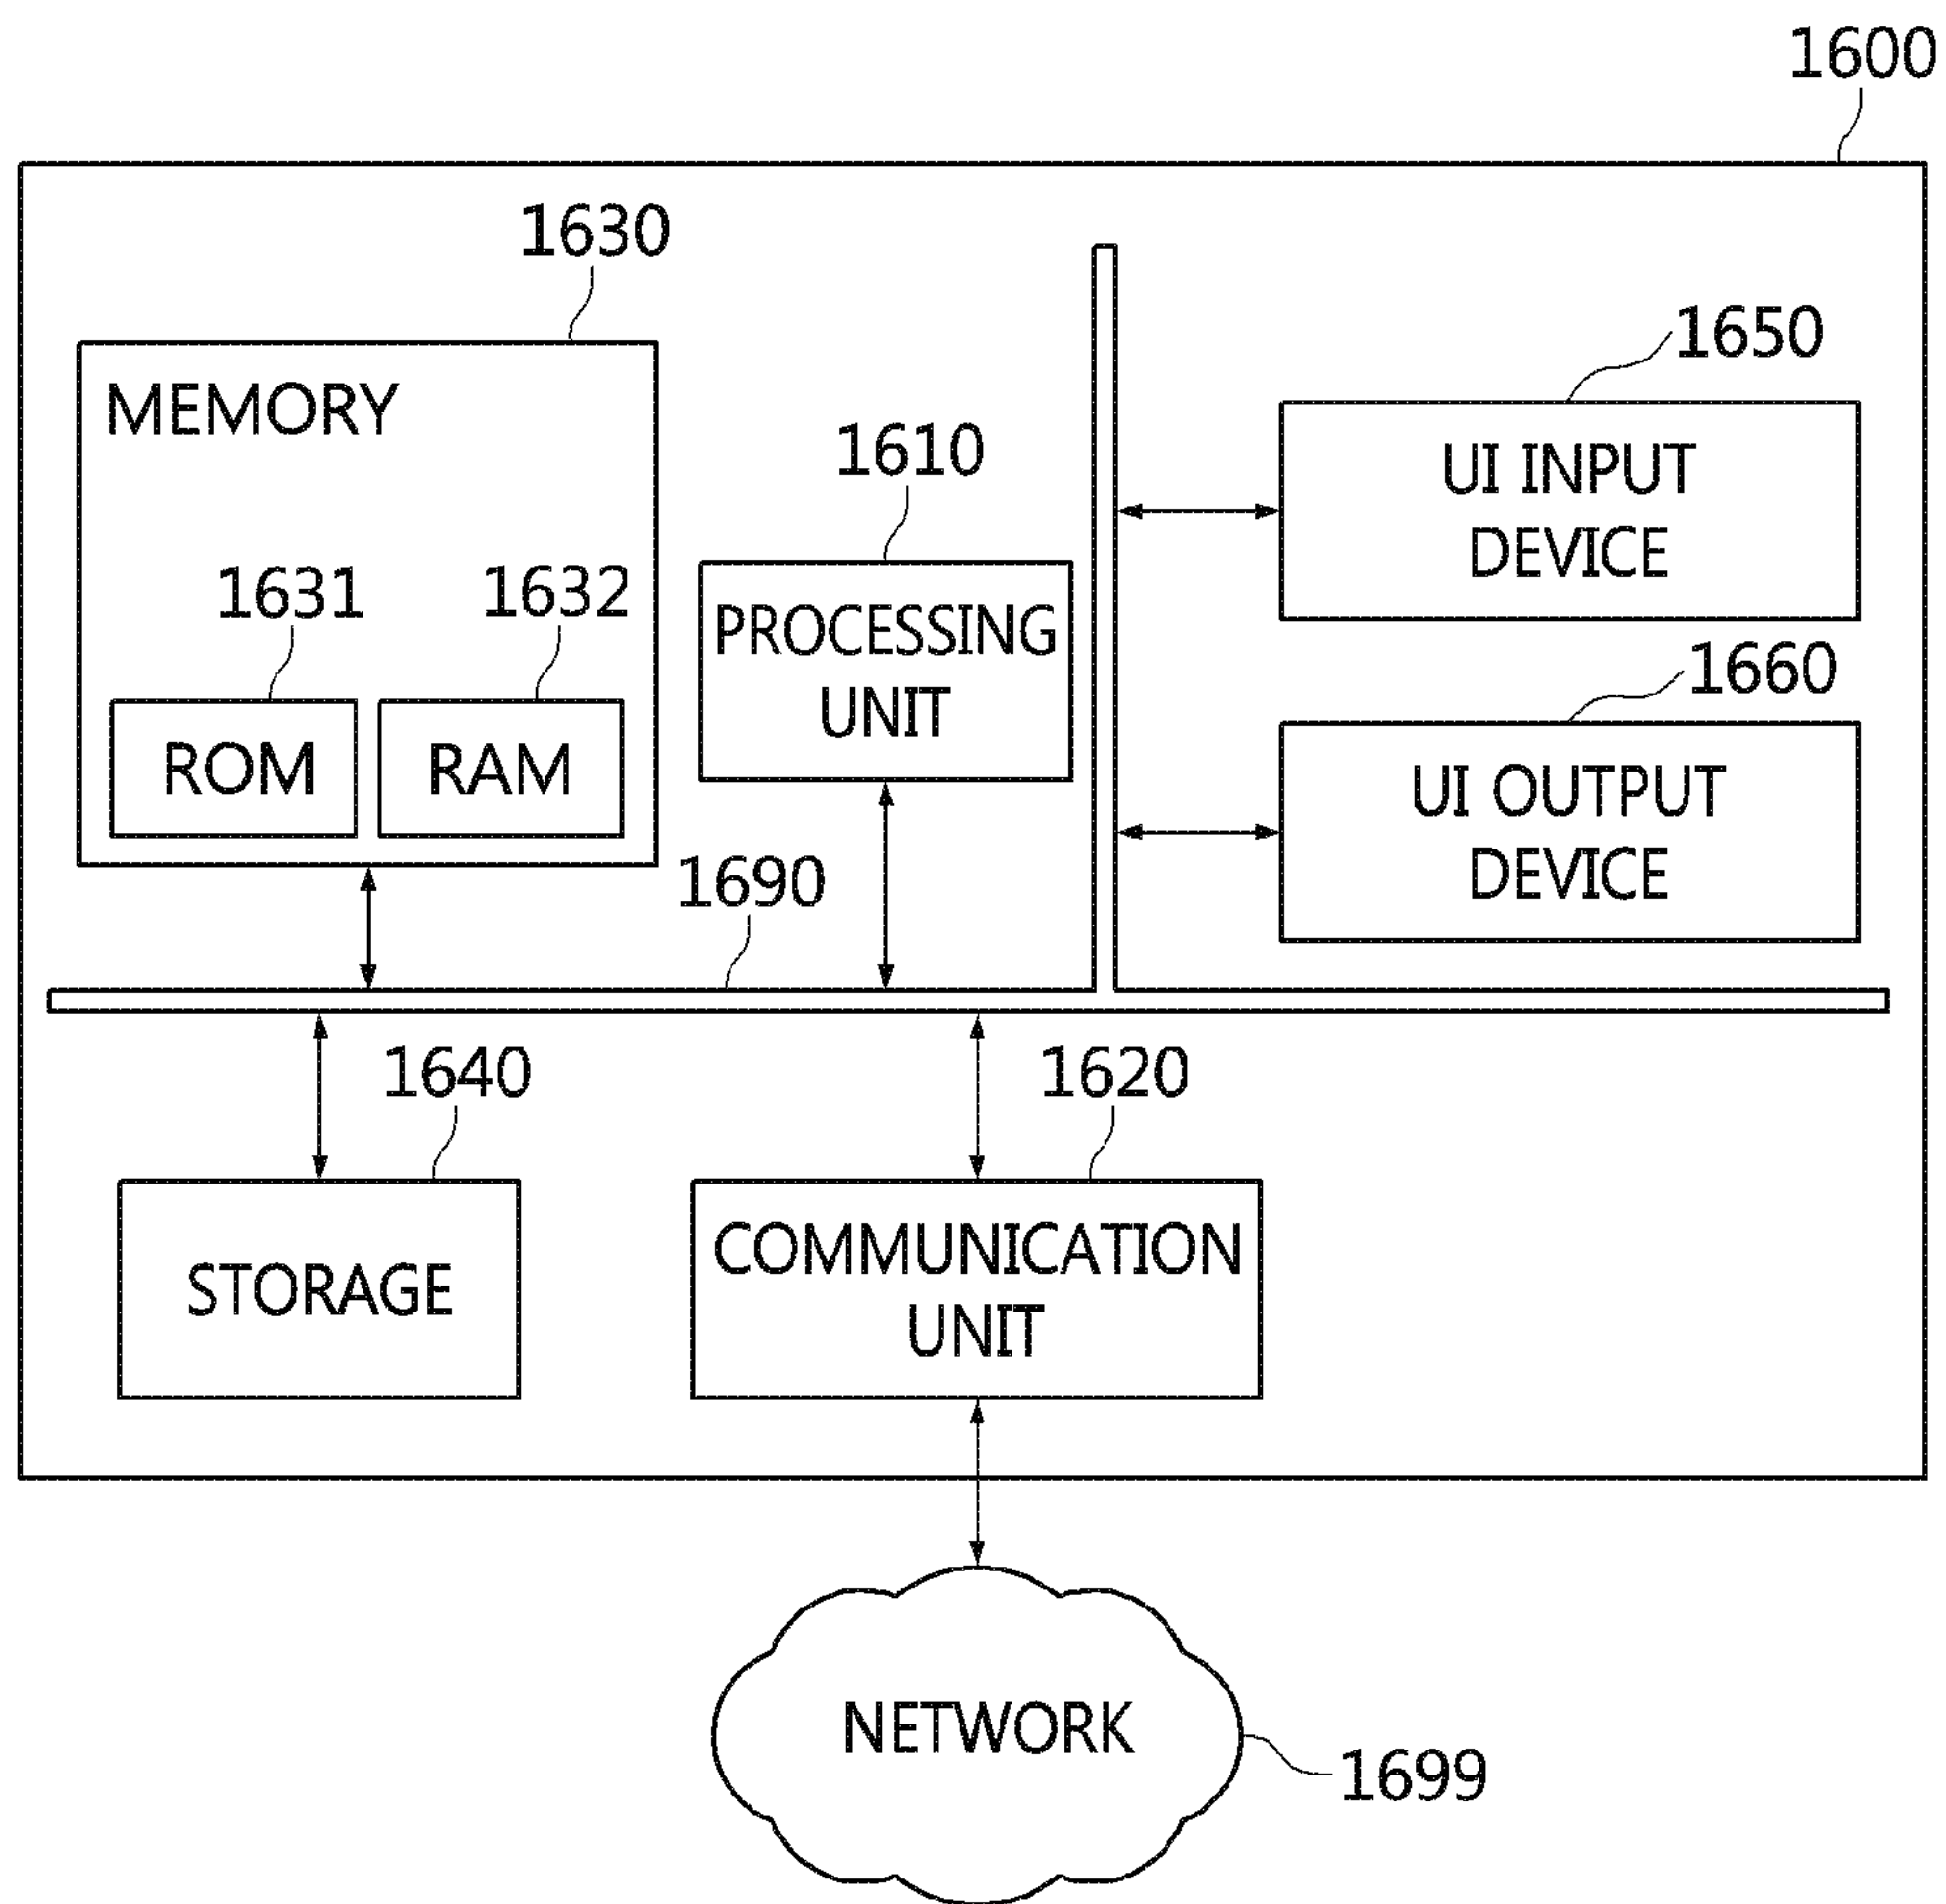 1600
1630
MEMORY
1631
1632
ROM
RAM
1610
PROCESSING
UNIT
1650
UI INPUT
DEVICE
1660
UI OUTPUT
DEVICE
1690
1640
STORAGE
1620
COMMUNICATION
UNIT
NETWORK
1699